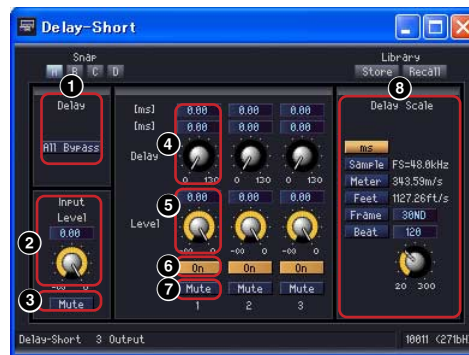 Delay-Short
Snap
A B C D
Library
Store Recall
1
Delay
All Bypass
2
Input
Level
0.00
-∞ 0
3
Mute
[ms] 0.00 0.00 0.00
[ms] 0.00 0.00 0.00
4
Delay
0 130 0 130 0 130
5
0.00 0.00 0.00
Level
-∞ 0 -∞ 0 -∞ 0
6
On On On
7
Mute Mute Mute
1 2 3
8
Delay Scale
ms
Sample FS=48.0kHz
Meter 343.59m/s
Feet 1127.26ft/s
Frame 30ND
Beat 120
20 300
Delay-Short 3 Output
10011 (271bH)